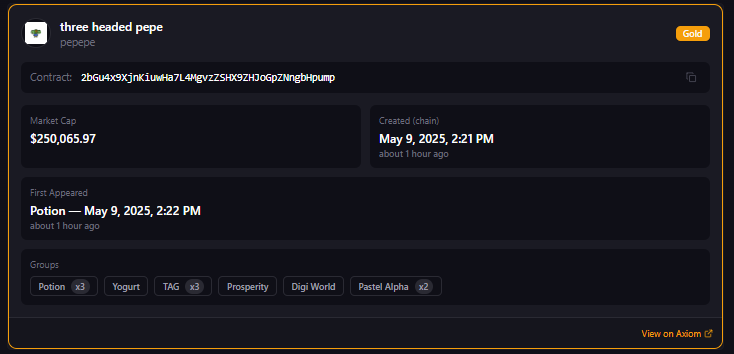 three headed pepe
pepepe
Gold
Contract: 2bGu4x9XjnKiuwHa7L4MgvzZSHX9ZHJoGpZNngbHpump
Market Cap
$250,065.97
Created (chain)
May 9, 2025, 2:21 PM
about 1 hour ago
First Appeared
Potion — May 9, 2025, 2:22 PM
about 1 hour ago
Groups
Potion x3 Yogurt TAG x3 Prosperity Digi World Pastel Alpha x2
View on Axiom